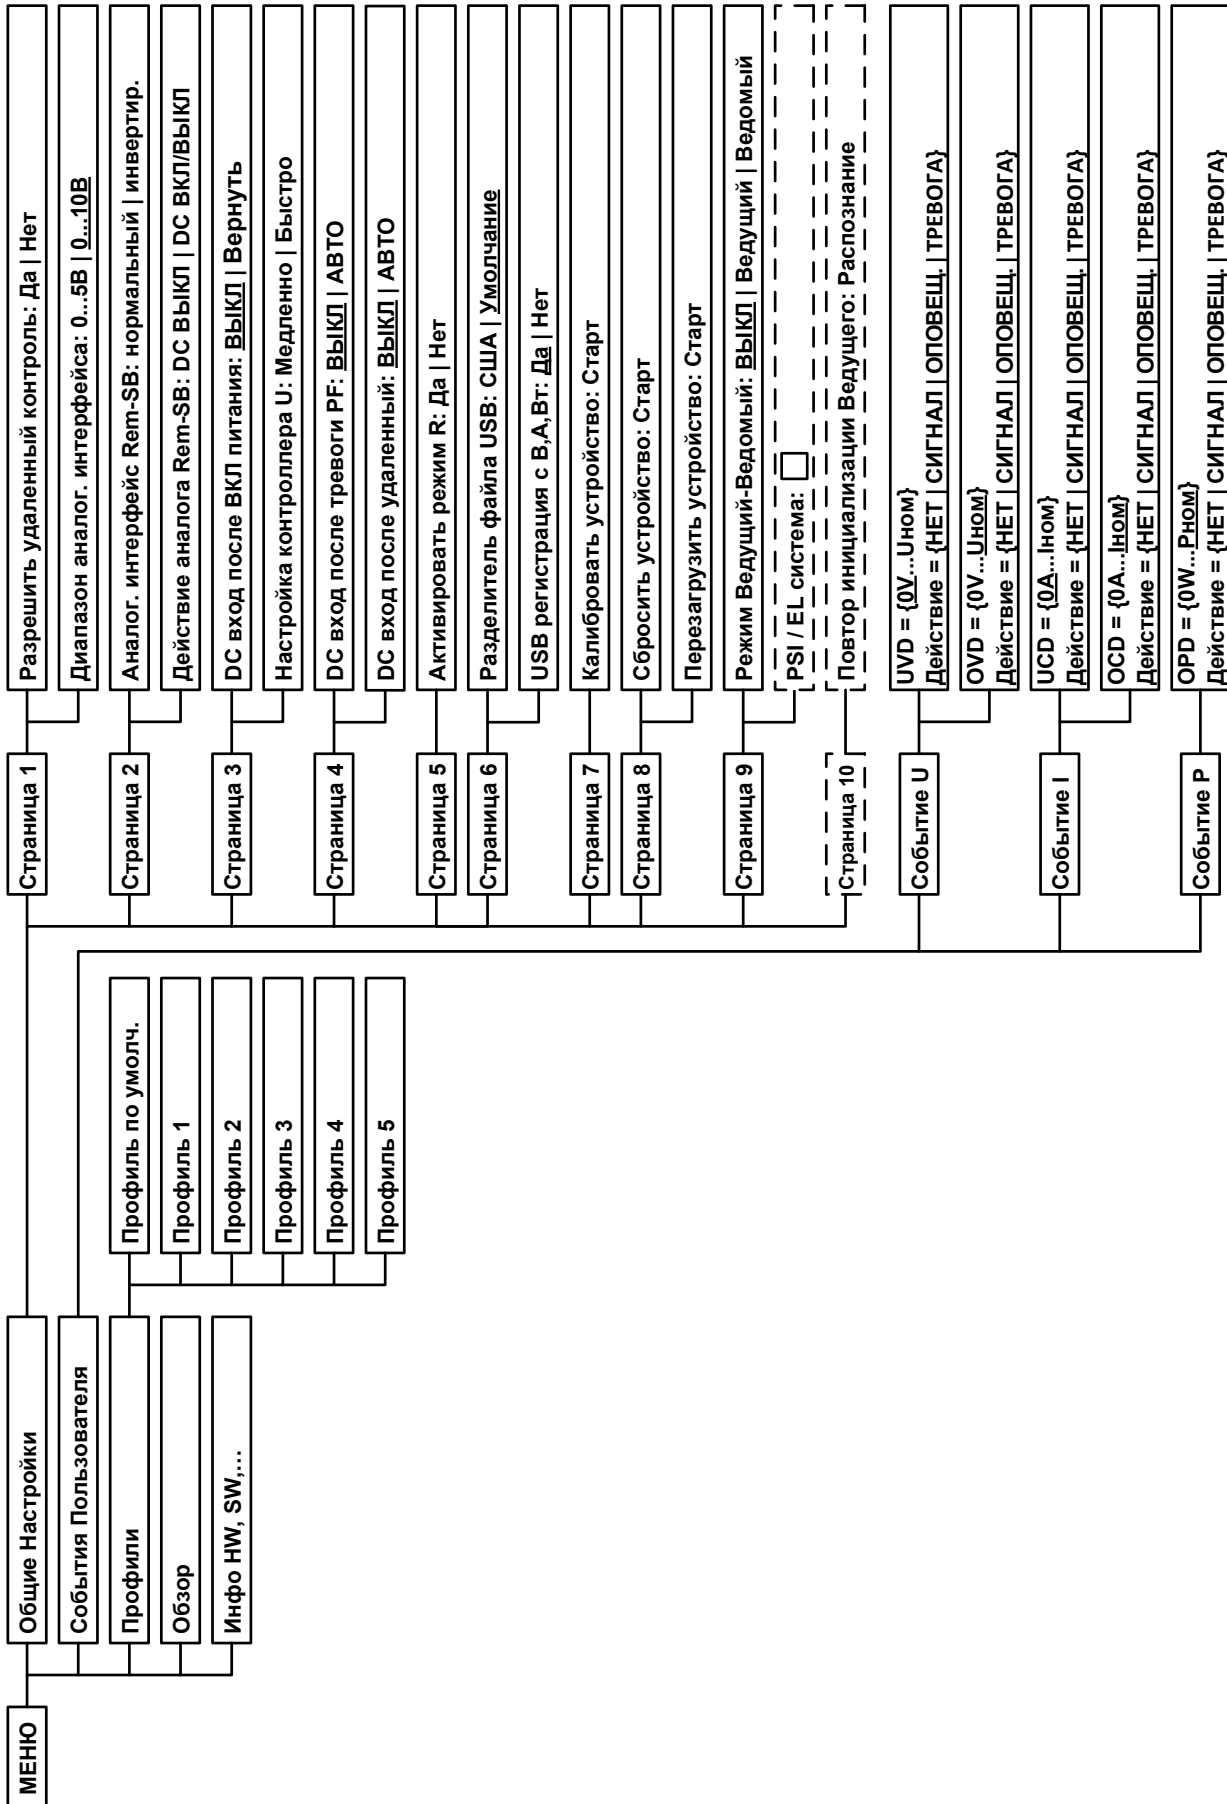 МЕНЮ
Общие Настройки
События Пользователя
Профили
Обзор
Инфо HW, SW,...
Профиль по умолч.
Профиль 1
Профиль 2
Профиль 3
Профиль 4
Профиль 5
Страница 1
Разрешить удаленный контроль: Да | Нет
Диапазон аналог. интерфейса: 0...5В | 0...10В
Страница 2
Аналог. интерфейс Rem-SB: нормальный | инвертир.
Действие аналога Rem-SB: DC ВЫКЛ | DC ВКЛ/ВЫКЛ
Страница 3
DC вход после ВКЛ питания: ВЫКЛ | Вернуть
Настройка контроллера U: Медленно | Быстро
Страница 4
DC вход после тревоги PF: ВЫКЛ | АВТО
DC вход после удаленный: ВЫКЛ | АВТО
Страница 5
Активировать режим R: Да | Нет
Страница 6
Разделитель файла USB: США | Умолчание
USB регистрация с В,А,Вт: Да | Нет
Страница 7
Калибровать устройство: Старт
Страница 8
Сбросить устройство: Старт
Перезагрузить устройство: Старт
Страница 9
Режим Ведущий-Ведомый: ВЫКЛ | Ведущий | Ведомый
PSI / EL система:
Страница 10
Повтор инициализации Ведущего: Распознание
Событие U
UVD = {0V...Uном}
Действие = {НЕТ | СИГНАЛ | ОПОВЕЩ. | ТРЕВОГА}
OVD = {0V...Uном}
Действие = {НЕТ | СИГНАЛ | ОПОВЕЩ. | ТРЕВОГА}
Событие I
UCD = {0A...Iном}
Действие = {НЕТ | СИГНАЛ | ОПОВЕЩ. | ТРЕВОГА}
OCD = {0A...Iном}
Действие = {НЕТ | СИГНАЛ | ОПОВЕЩ. | ТРЕВОГА}
Событие P
OPD = {0W...Pном}
Действие = {НЕТ | СИГНАЛ | ОПОВЕЩ. | ТРЕВОГА}